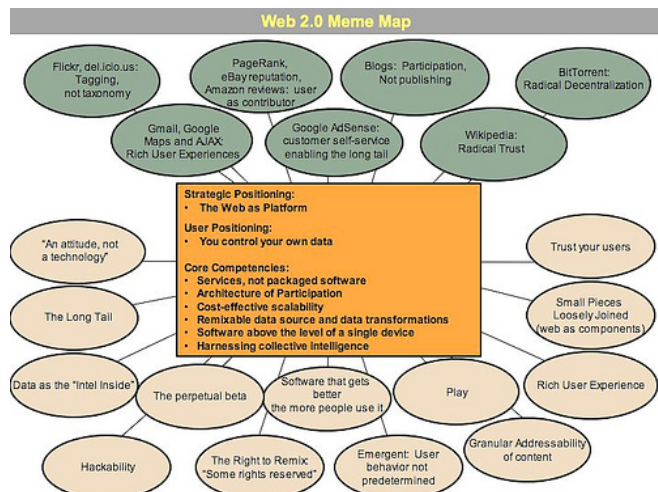 Web 2.0 Meme Map
Flickr, del.icio.us:
Tagging,
not taxonomy
PageRank,
eBay reputation,
Amazon reviews: user
as contributor
Blogs: Participation,
Not publishing
BitTorrent:
Radical Decentralization
Gmail, Google
Maps and AJAX:
Rich User Experiences
Google AdSense:
customer self-service
enabling the long tail
Wikipedia:
Radical Trust
Strategic Positioning:
• The Web as Platform
User Positioning:
• You control your own data
Core Competencies:
• Services, not packaged software
• Architecture of Participation
• Cost-effective scalability
• Remixable data source and data transformations
• Software above the level of a single device
• Harnessing collective intelligence
"An attitude, not
a technology"
Trust your users
The Long Tail
Small Pieces
Loosely Joined
(web as components)
Data as the "Intel Inside"
The perpetual beta
Software that gets
better
the more people use it
Play
Rich User Experience
Hackability
The Right to Remix:
"Some rights reserved"
Emergent: User
behavior not
predetermined
Granular Addressability
of content